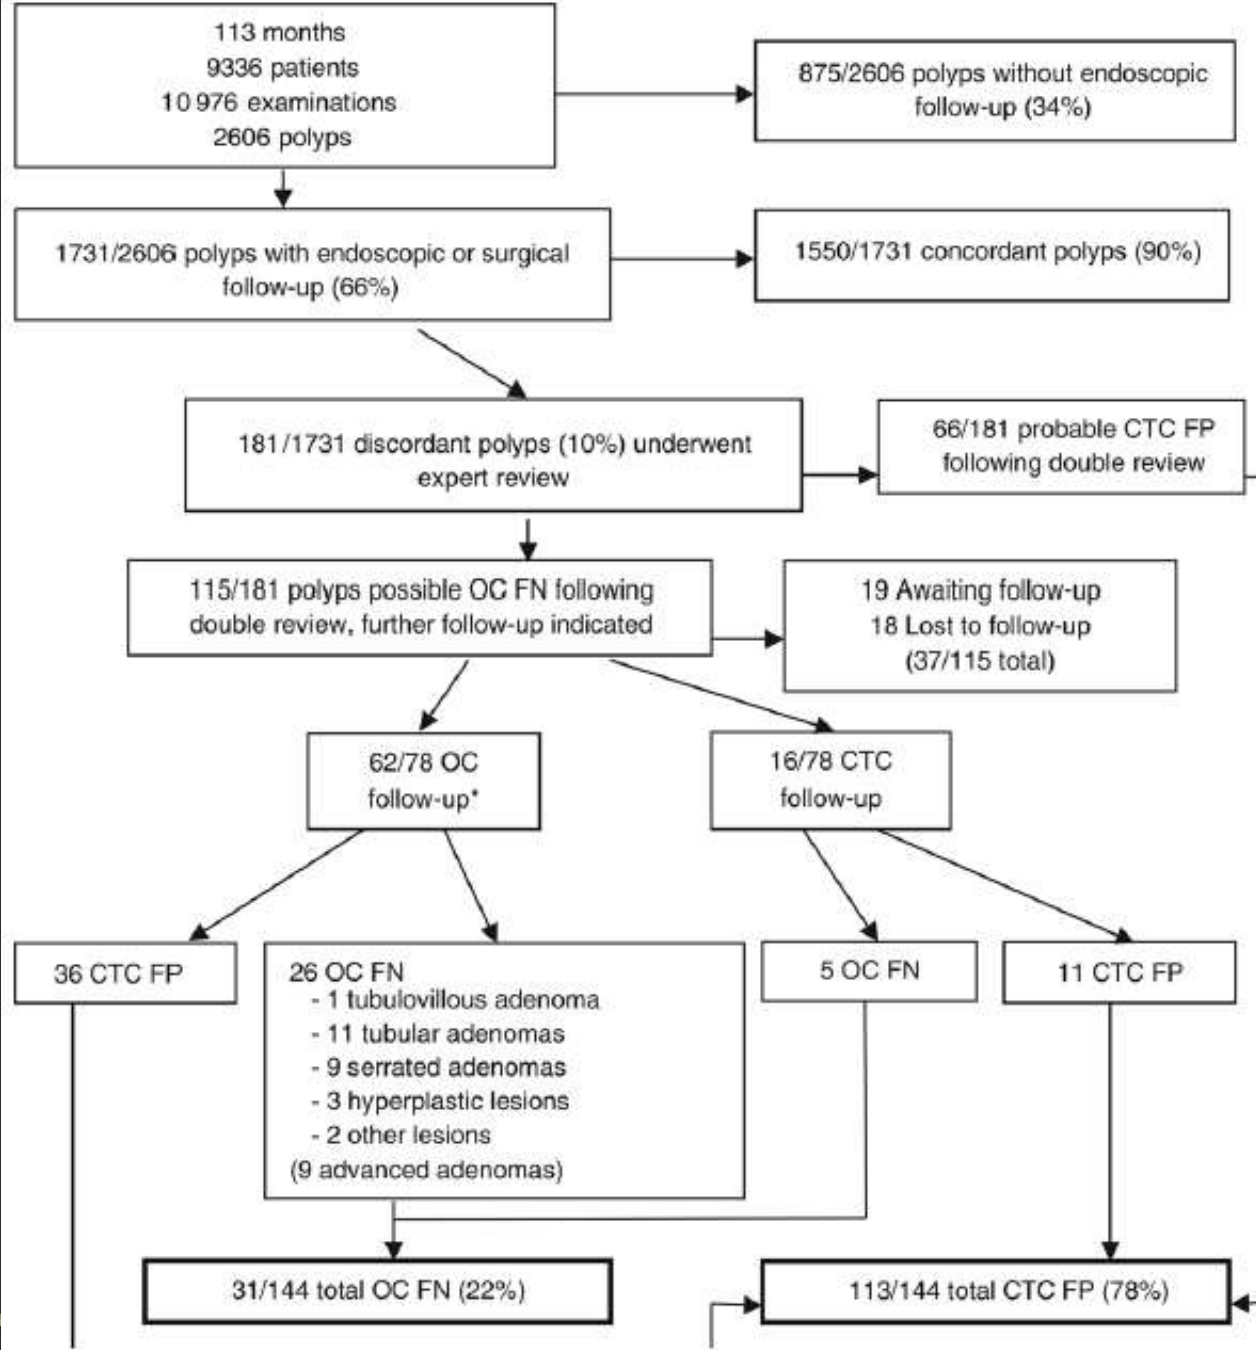 113 months
9336 patients
10 976 examinations
2606 polyps
875/2606 polyps without endoscopic
follow-up (34%)
1731/2606 polyps with endoscopic or surgical
follow-up (66%)
1550/1731 concordant polyps (90%)
181/1731 discordant polyps (10%) underwent
expert review
66/181 probable CTC FP
following double review
115/181 polyps possible OC FN following
double review, further follow-up indicated
19 Awaiting follow-up
18 Lost to follow-up
(37/115 total)
62/78 OC
follow-up*
16/78 CTC
follow-up
36 CTC FP
26 OC FN
- 1 tubulovillous adenoma
- 11 tubular adenomas
- 9 serrated adenomas
- 3 hyperplastic lesions
- 2 other lesions
(9 advanced adenomas)
5 OC FN
11 CTC FP
31/144 total OC FN (22%)
113/144 total CTC FP (78%)